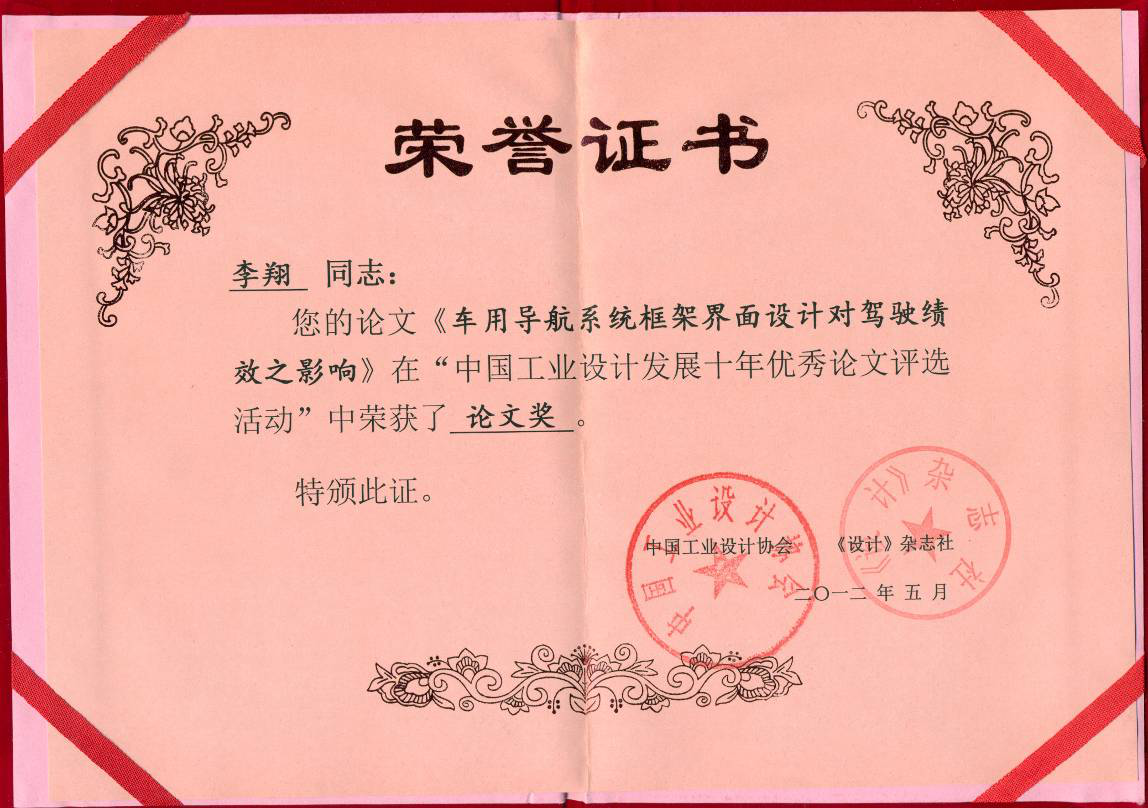 荣誉证书
李翔 同志：
您的论文《车用导航系统框架界面设计对驾驶绩
效之影响》在“中国工业设计发展十年优秀论文评选
活动”中荣获了 论文奖 。
特颁此证。
中国工业设计协会 《设计》杂志社
二〇一二 年 五 月
中国工业设计协会
《设计》杂志社